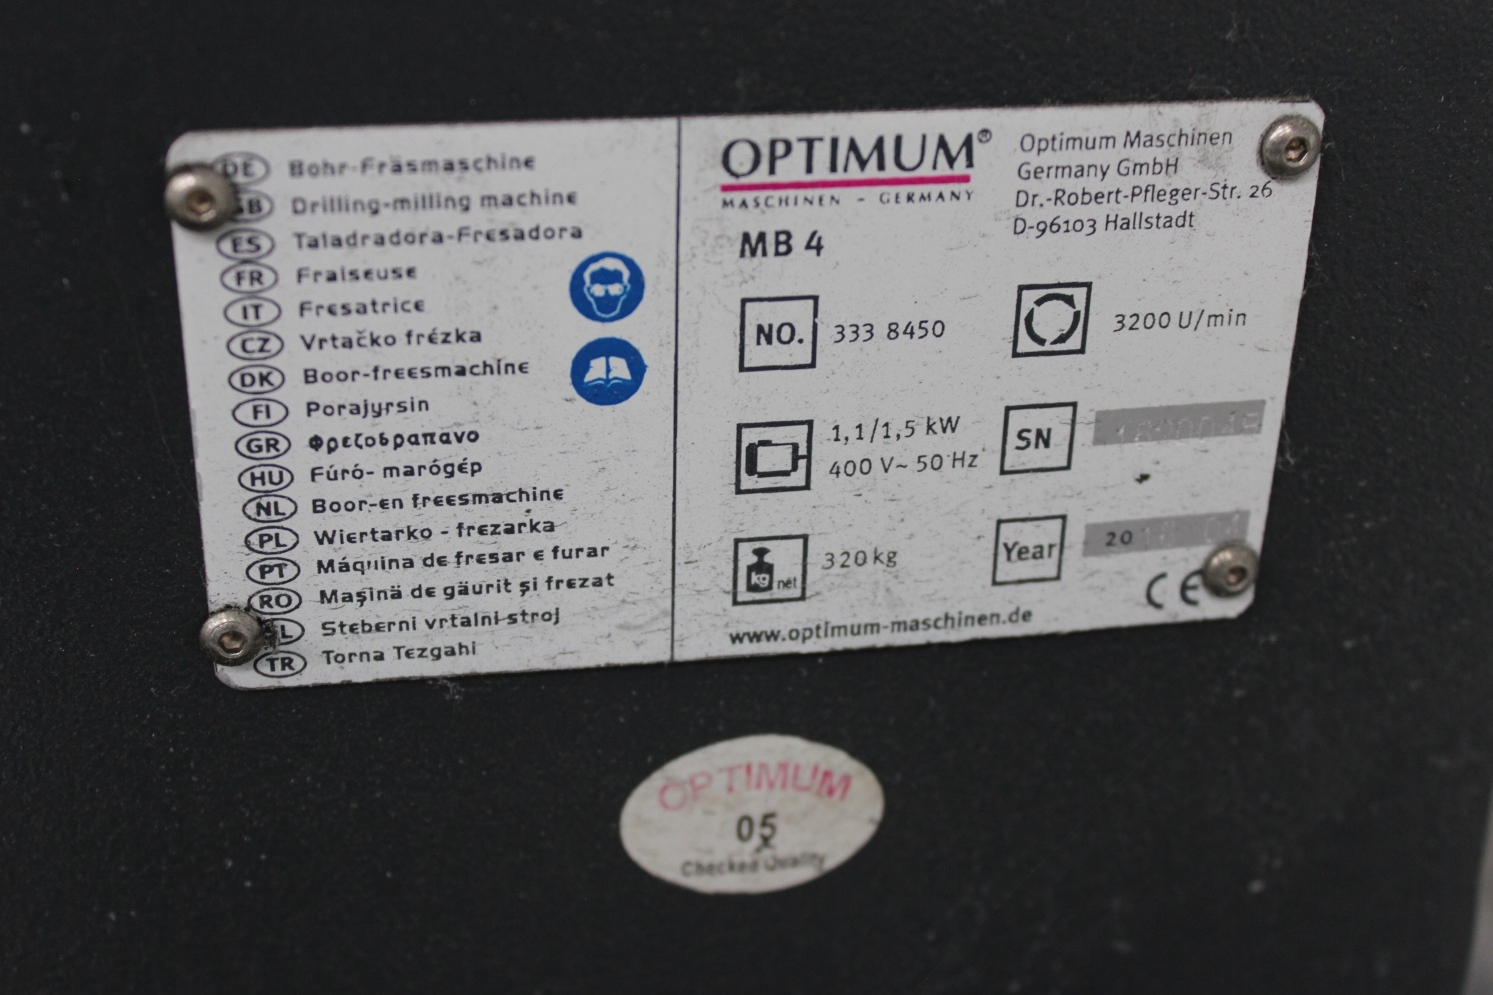 DE Bohr-Fräsmaschine
GB Drilling-milling machine
ES Taladradora-Fresadora
FR Fraiseuse
IT Fresatrice
CZ Vrtačko frézka
DK Boor-freesmachine
FI Porajyrsin
GR Φρεζοδραπανο
HU Fúró- marógép
NL Boor-en freesmachine
PL Wiertarko - frezarka
PT Máquina de fresar e furar
RO Maşină de găurit şi frezat
L Steberni vrtalni stroj
TR Torna Tezgahi
OPTIMUM®
MASCHINEN - GERMANY
Optimum Maschinen
Germany GmbH
Dr.-Robert-Pfleger-Str. 26
D-96103 Hallstadt
MB 4
NO. 333 8450
3200 U/min
1,1/1,5 kW
400 V~ 50 Hz
SN
kg net 320 kg
Year 20
www.optimum-maschinen.de
CE
OPTIMUM
05
Checked Quality